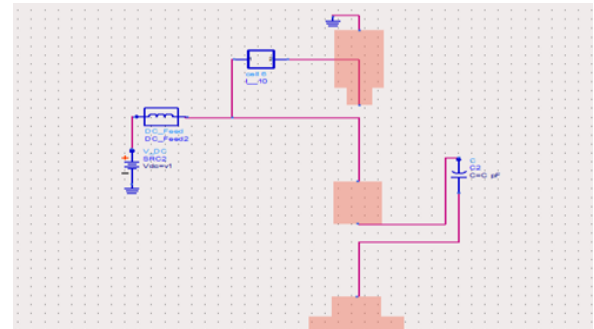 DC_Feed
DC_Feed2
V_DC
SRC2
Vdc=v1
C
C2
C=C pF